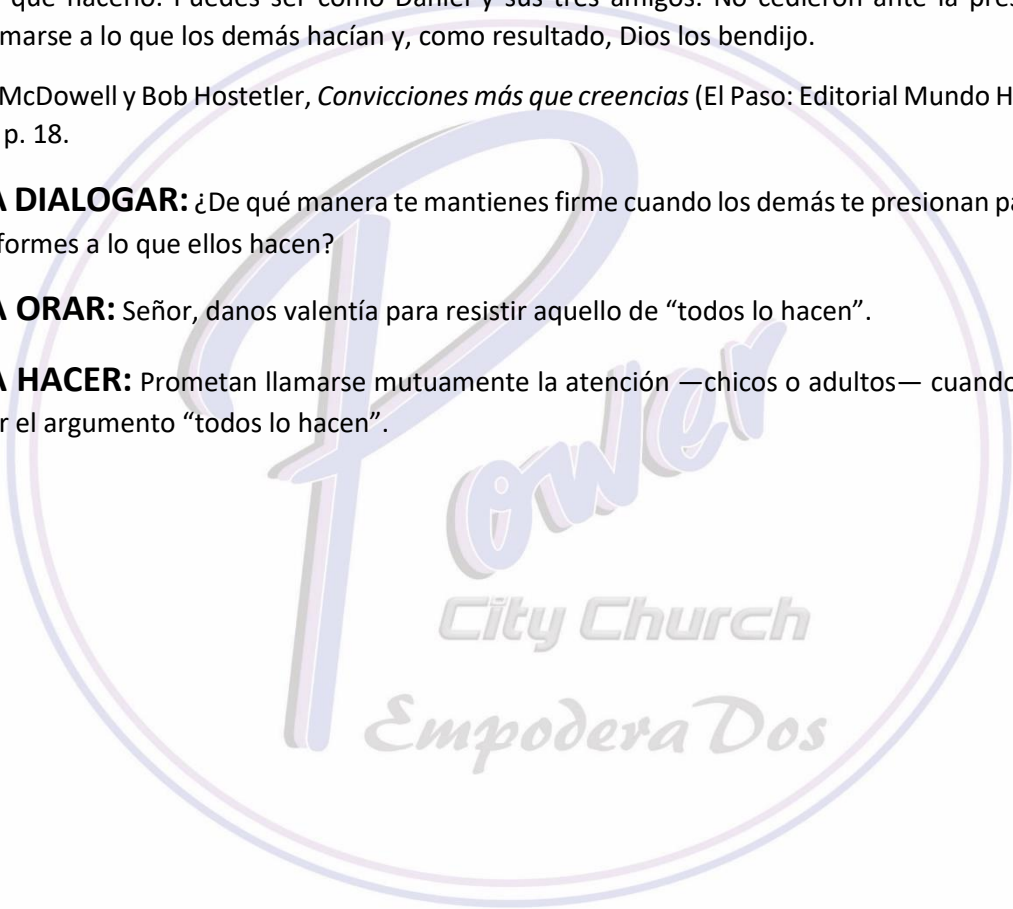 que hacerlo. Puedes ser como Daniel y sus tres amigos. No cedieron ante la pres
marse a lo que los demás hacían y, como resultado, Dios los bendijo.
McDowell y Bob Hostetler, Convicciones más que creencias (El Paso: Editorial Mundo H
p. 18.
A DIALOGAR: ¿De qué manera te mantienes firme cuando los demás te presionan pa
formes a lo que ellos hacen?
A ORAR: Señor, danos valentía para resistir aquello de “todos lo hacen”.
A HACER: Prometan llamarse mutuamente la atención —chicos o adultos— cuando
r el argumento “todos lo hacen”.
Power
City Church
EmpoderaDos